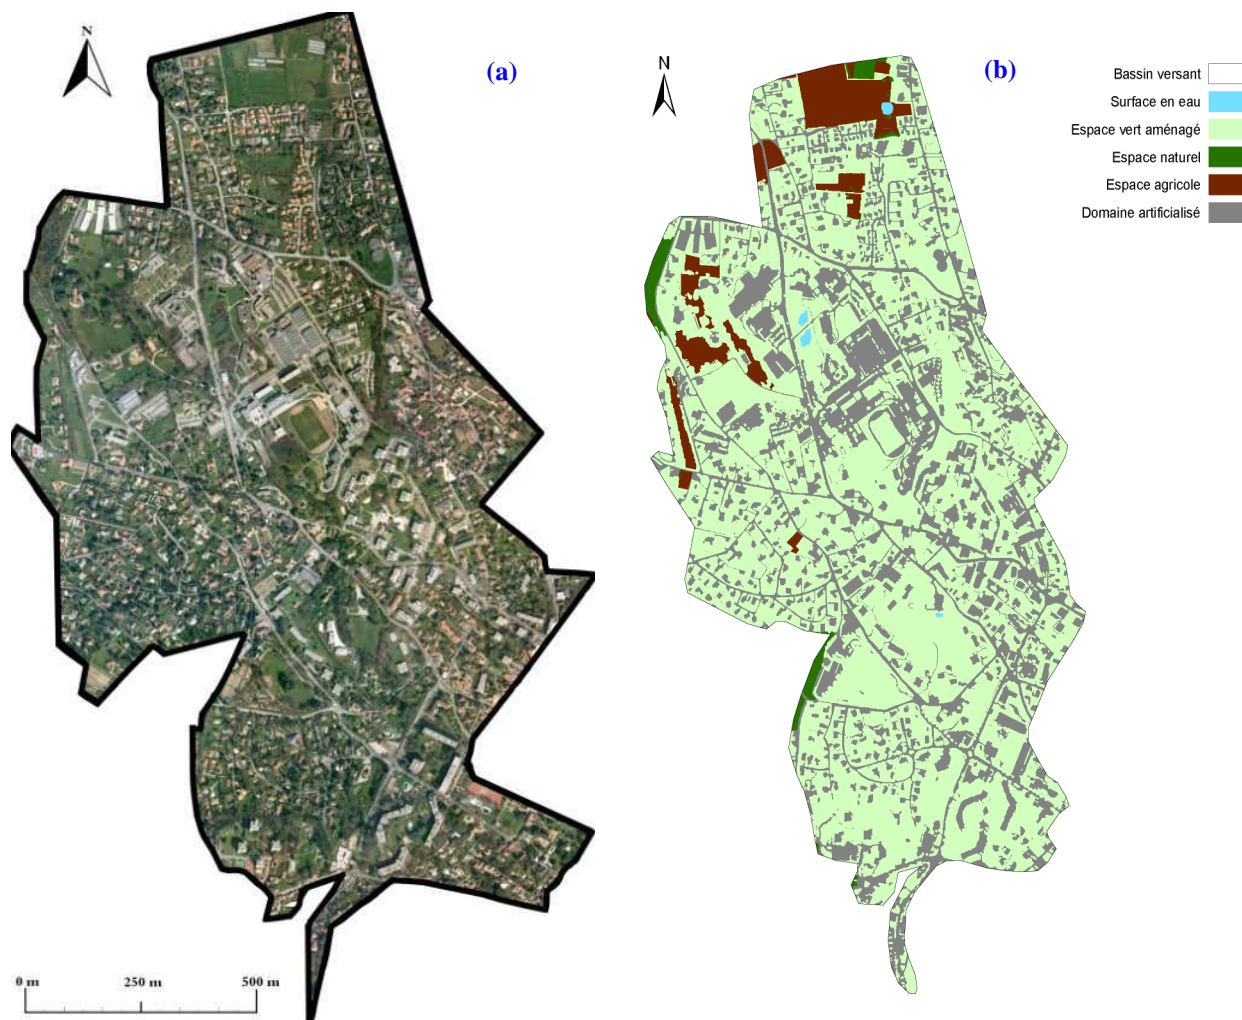 N
(a)
N
(b)
Bassin versant
Surface en eau
Espace vert aménagé
Espace naturel
Espace agricole
Domaine artificialisé
0 m
250 m
500 m